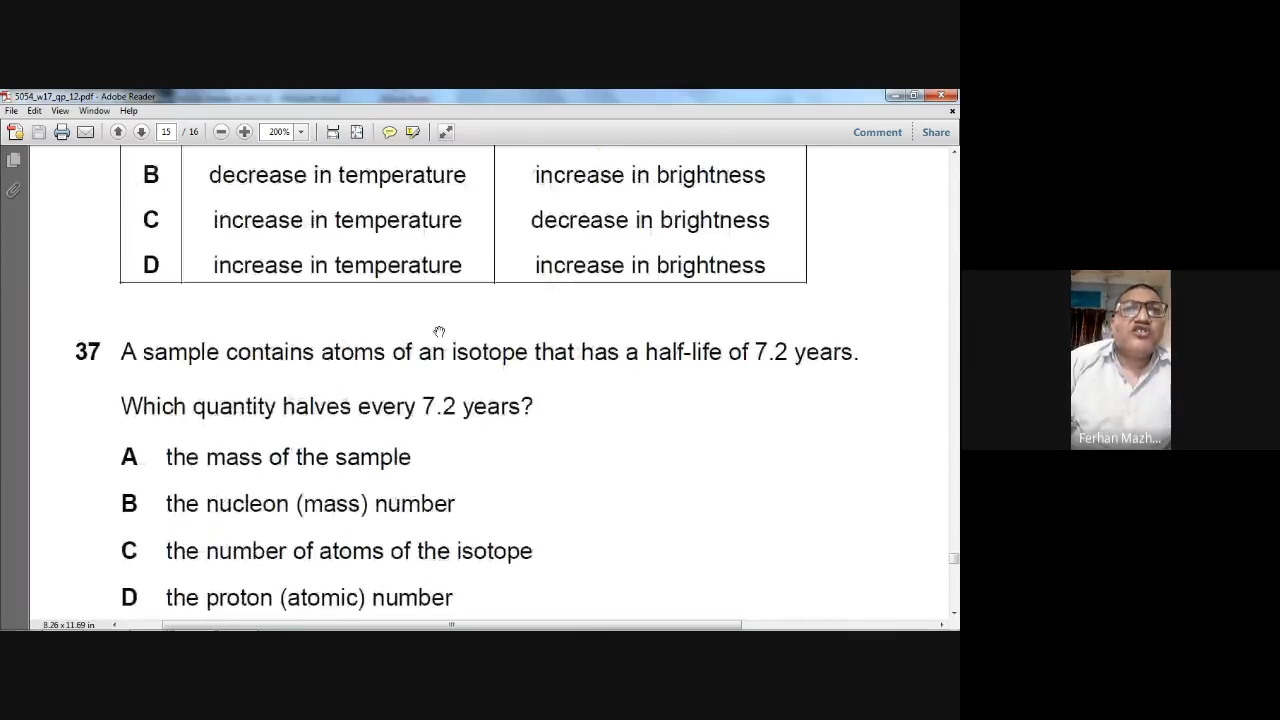 5054_w17_qp_12.pdf - Adobe Reader
File Edit View Window Help
15 / 16 200% Comment Share
B decrease in temperature increase in brightness
C increase in temperature decrease in brightness
D increase in temperature increase in brightness
37 A sample contains atoms of an isotope that has a half-life of 7.2 years.
Which quantity halves every 7.2 years?
A the mass of the sample
B the nucleon (mass) number
C the number of atoms of the isotope
D the proton (atomic) number
8.26 x 11.69 in
Ferhan Mazh...